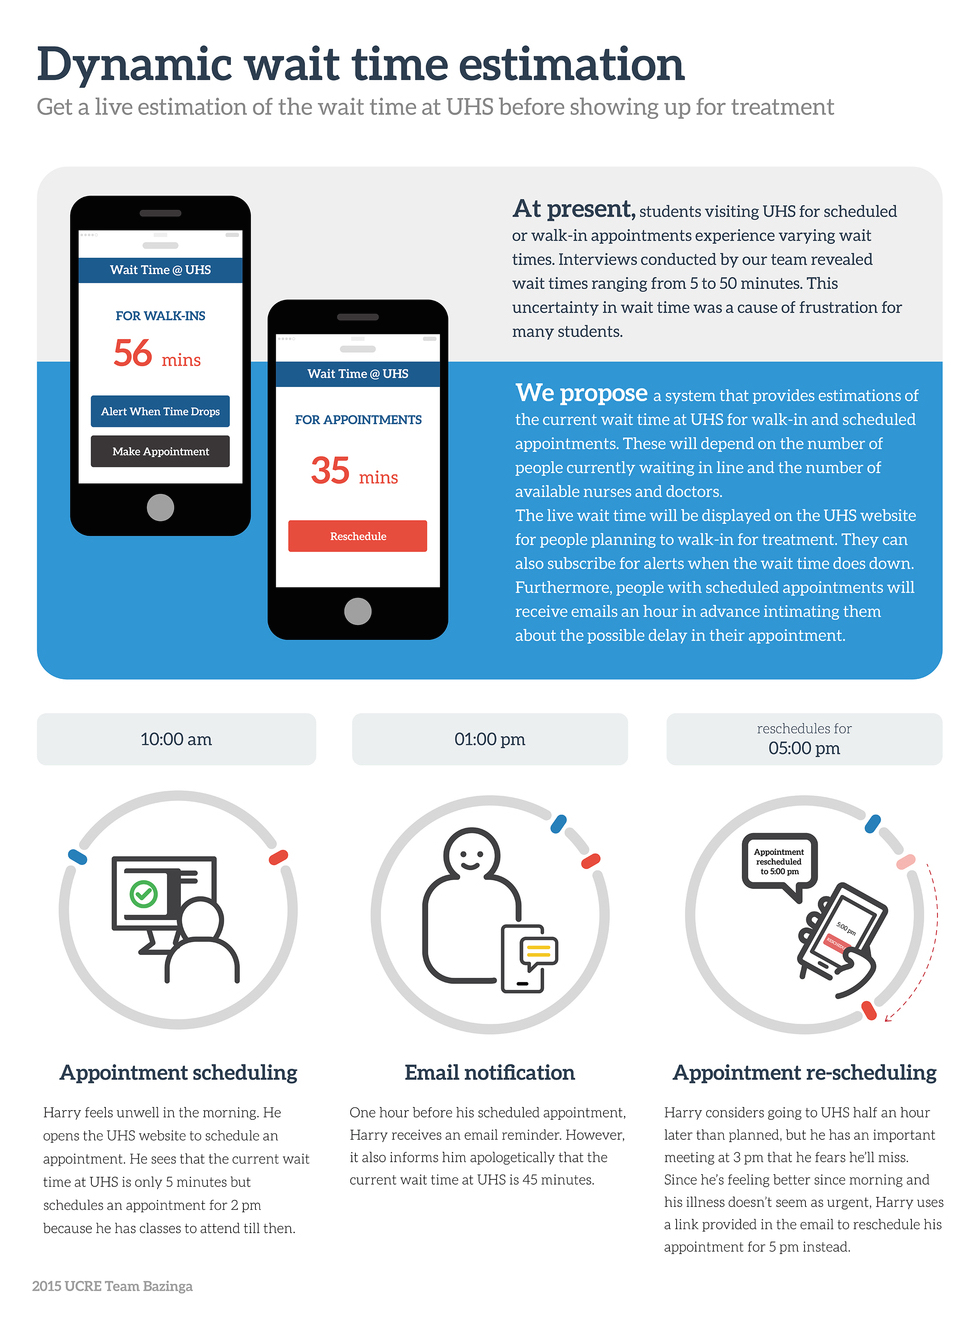 Dynamic wait time estimation
Get a live estimation of the wait time at UHS before showing up for treatment
Wait Time @ UHS
FOR WALK-INS
56 mins
Alert When Time Drops
Make Appointment
Wait Time @ UHS
FOR APPOINTMENTS
35 mins
Reschedule
At present, students visiting UHS for scheduled
or walk-in appointments experience varying wait
times. Interviews conducted by our team revealed
wait times ranging from 5 to 50 minutes. This
uncertainty in wait time was a cause of frustration for
many students.
We propose a system that provides estimations of
the current wait time at UHS for walk-in and scheduled
appointments. These will depend on the number of
people currently waiting in line and the number of
available nurses and doctors.
The live wait time will be displayed on the UHS website
for people planning to walk-in for treatment. They can
also subscribe for alerts when the wait time does down.
Furthermore, people with scheduled appointments will
receive emails an hour in advance intimating them
about the possible delay in their appointment.
10:00 am
01:00 pm
reschedules for
05:00 pm
Appointment
rescheduled
to 5:00 pm
5:00 pm
Appointment scheduling
Harry feels unwell in the morning. He
opens the UHS website to schedule an
appointment. He sees that the current wait
time at UHS is only 5 minutes but
schedules an appointment for 2 pm
because he has classes to attend till then.
Email notification
One hour before his scheduled appointment,
Harry receives an email reminder. However,
it also informs him apologetically that the
current wait time at UHS is 45 minutes.
Appointment re-scheduling
Harry considers going to UHS half an hour
later than planned, but he has an important
meeting at 3 pm that he fears he'll miss.
Since he's feeling better since morning and
his illness doesn't seem as urgent, Harry uses
a link provided in the email to reschedule his
appointment for 5 pm instead.
2015 UCRE Team Bazinga